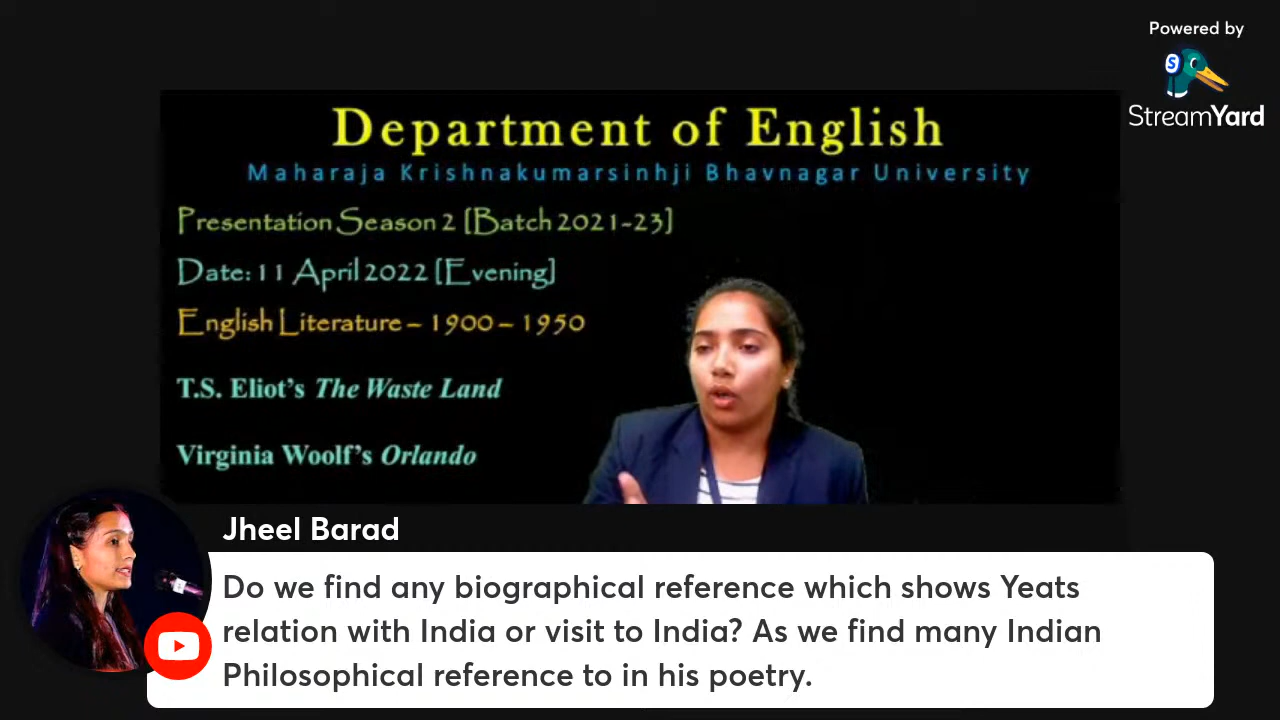 Powered by
StreamYard
Department of English
Maharaja Krishnakumarsinhji Bhavnagar University
Presentation Season 2 [Batch 2021-23]
Date: 11 April 2022 [Evening]
English Literature – 1900 – 1950
T.S. Eliot's The Waste Land
Virginia Woolf's Orlando
Jheel Barad
Do we find any biographical reference which shows Yeats
relation with India or visit to India? As we find many Indian
Philosophical reference to in his poetry.